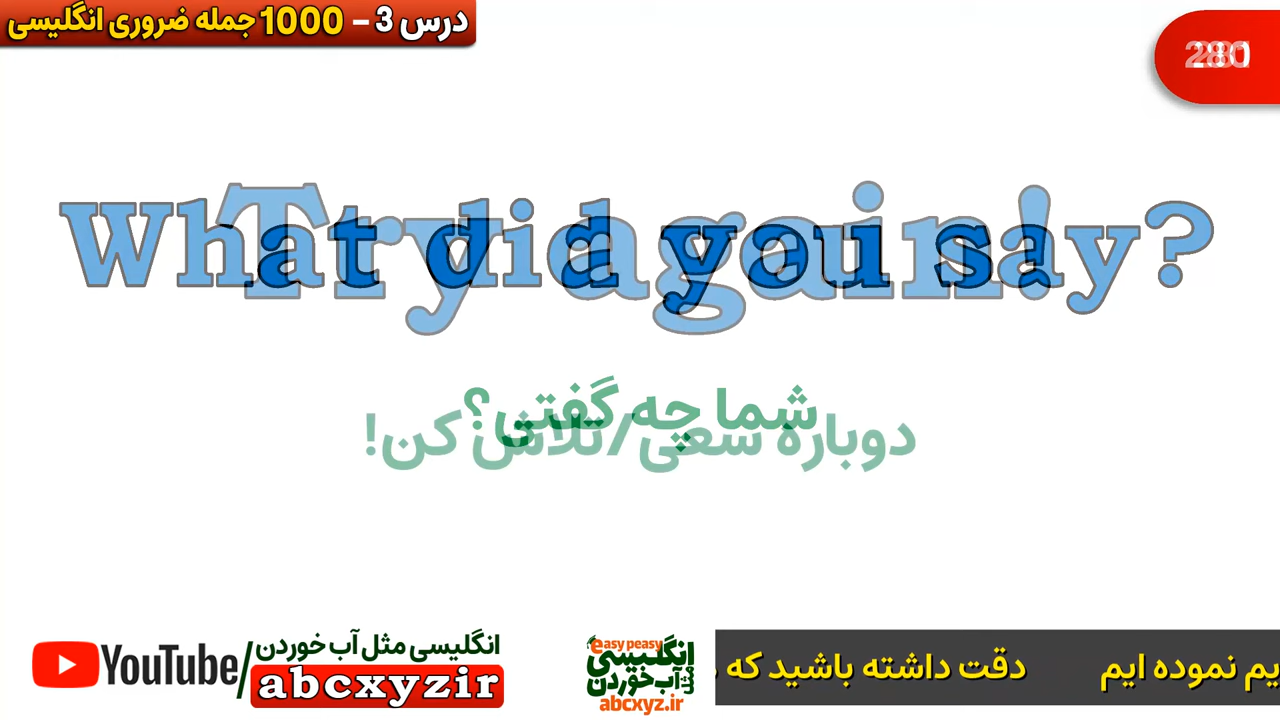 درس 3 - 1000 جمله ضروری انگلیسی
What did you say?
Try again!
شما چه گفتی؟
دوباره سعی/تلاش کن!
YouTube/
انگلیسی مثل آب خوردن
abcxyzir
easy peasy
انگلیسی
مثل آب خوردن
abcxyz.ir
نموده ایم
دقت داشته باشید که